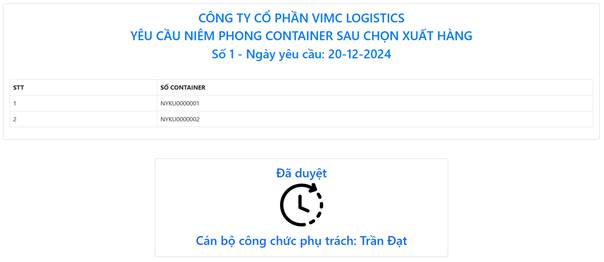 CÔNG TY CỔ PHẦN VIMC LOGISTICS
YÊU CẦU NIÊM PHONG CONTAINER SAU CHỌN XUẤT HÀNG
Số 1 - Ngày yêu cầu: 20-12-2024
STT SỐ CONTAINER
1 NYKU0000001
2 NYKU0000002
Đã duyệt
Cán bộ công chức phụ trách: Trần Đạt